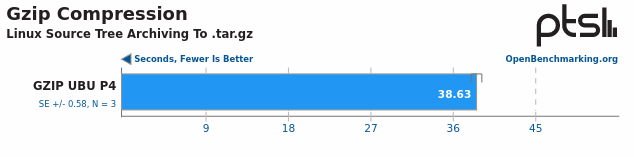 Gzip Compression
Linux Source Tree Archiving To .tar.gz
ptsl
Seconds, Fewer Is Better
OpenBenchmarking.org
GZIP UBU P4
SE +/- 0.58, N = 3
38.63
9 18 27 36 45